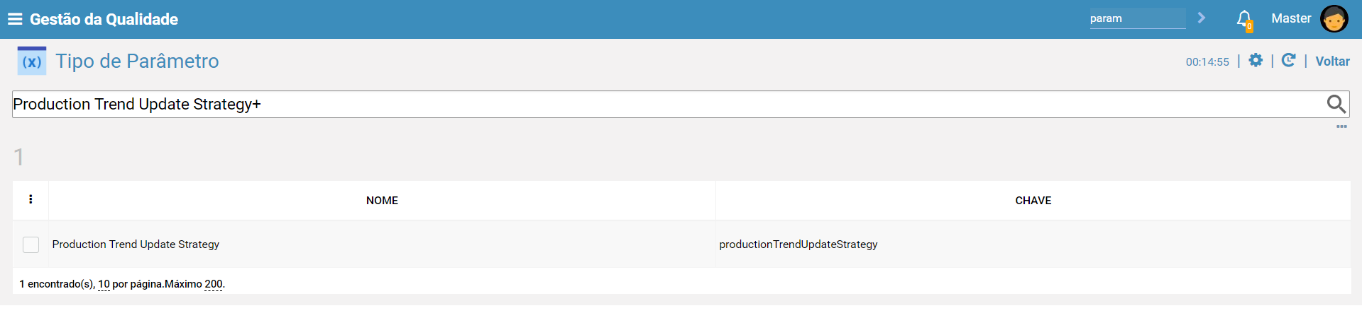 Gestão da Qualidade
param
0
Master
(x) Tipo de Parâmetro
00:14:55 | | | Voltar
Production Trend Update Strategy+
1
NOME CHAVE
Production Trend Update Strategy productionTrendUpdateStrategy
1 encontrado(s), 10 por página.Máximo 200.